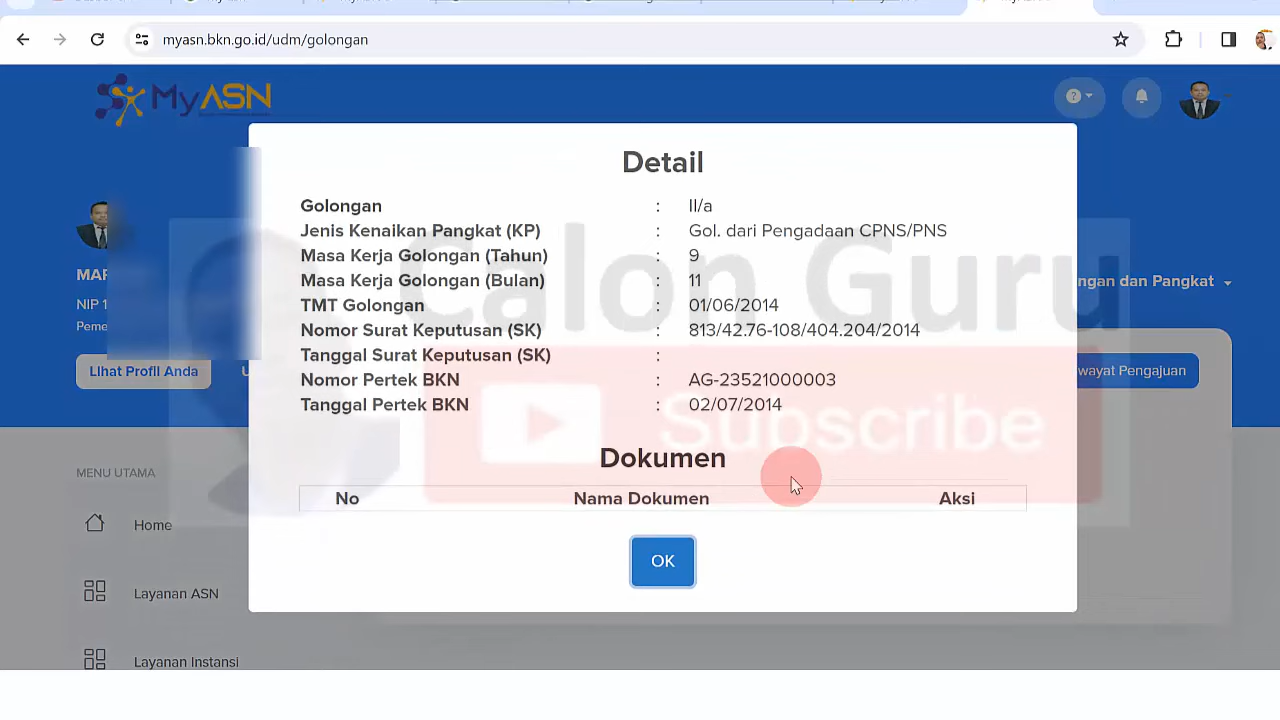 myasn.bkn.go.id/udm/golongan
MyASN
Detail
Golongan : II/a
Jenis Kenaikan Pangkat (KP) : Gol. dari Pengadaan CPNS/PNS
Masa Kerja Golongan (Tahun) : 9
Masa Kerja Golongan (Bulan) : 11
TMT Golongan : 01/06/2014
Nomor Surat Keputusan (SK) : 813/42.76-108/404.204/2014
Tanggal Surat Keputusan (SK) :
Nomor Pertek BKN : AG-23521000003
Tanggal Pertek BKN : 02/07/2014
Dokumen
No Nama Dokumen Aksi
OK
Calon Guru
Subscribe
MAR
NIP 1
Peme
Lihat Profil Anda U
ngan dan Pangkat
wayat Pengajuan
MENU UTAMA
Home
Layanan ASN
Layanan Instansi